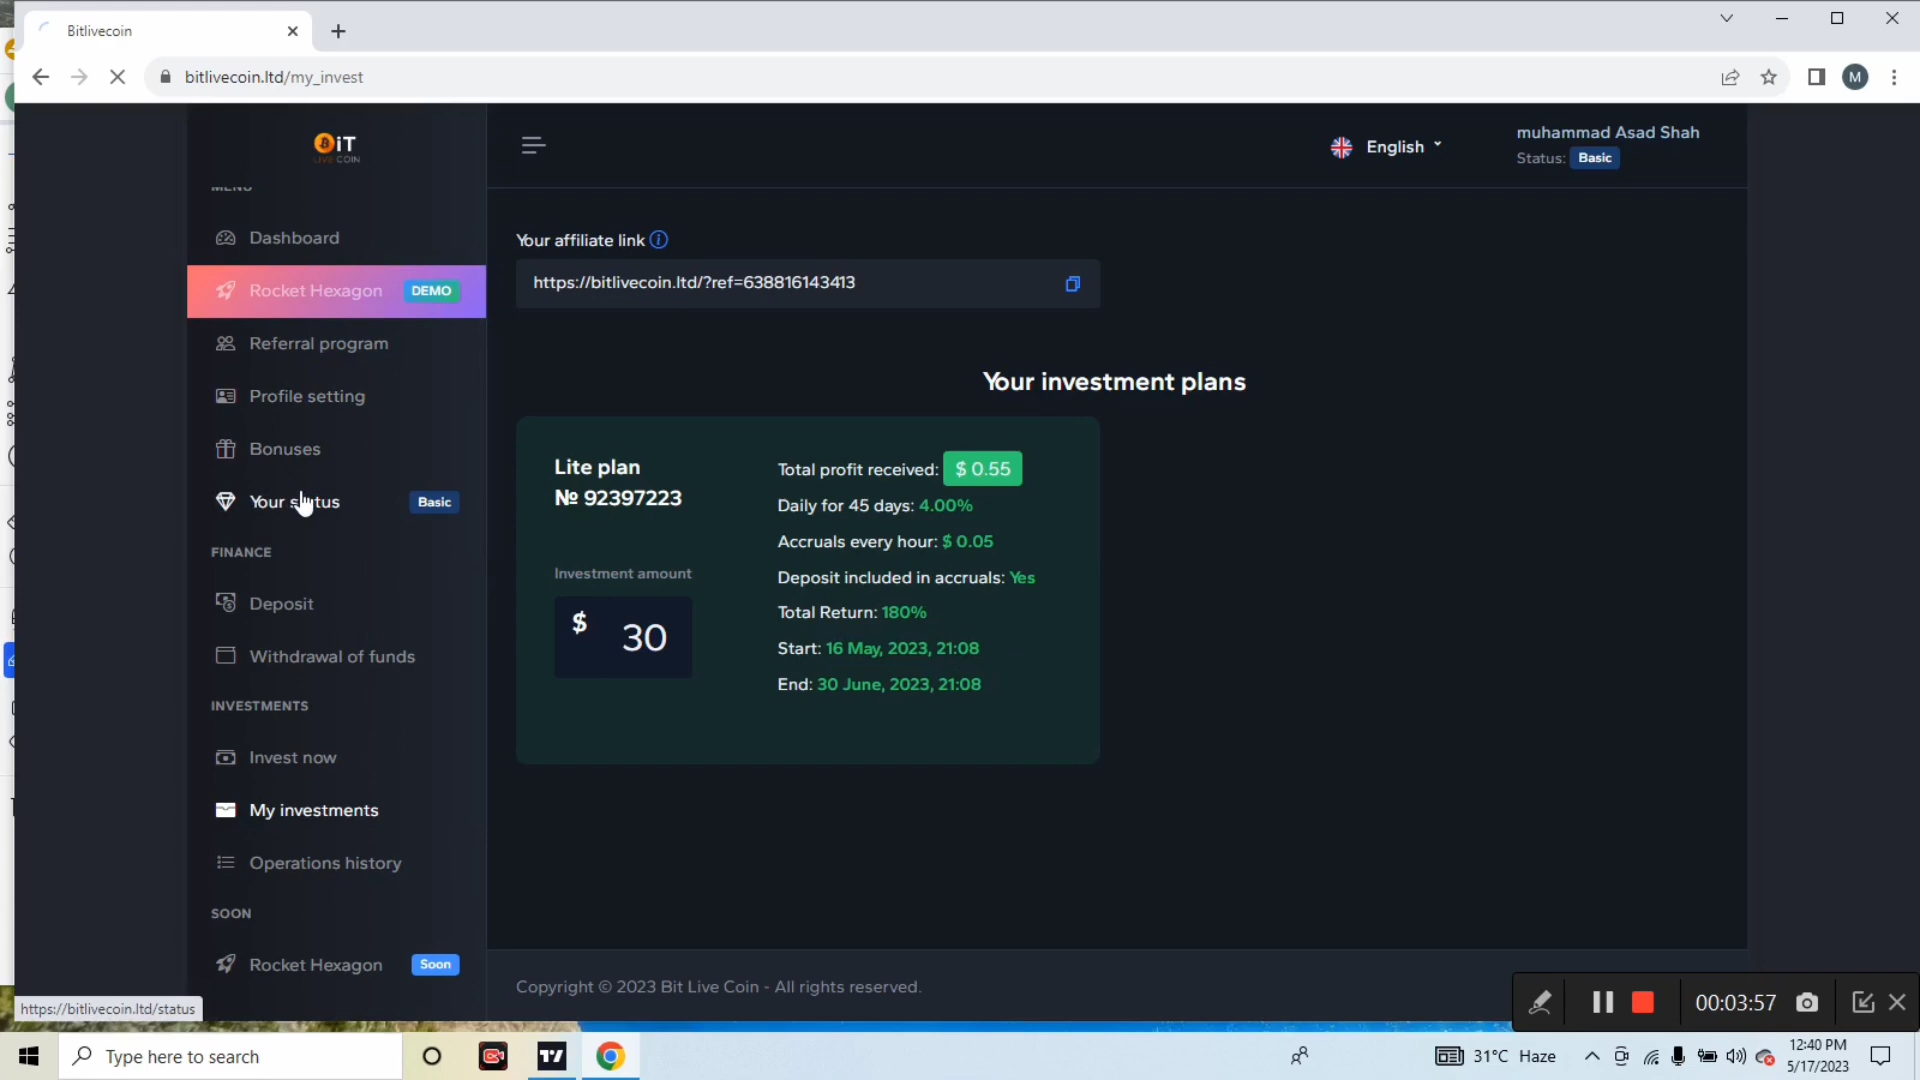 Bitlivecoin
bitlivecoin.ltd/my_invest
M
BiT
LIVE COIN
English
muhammad Asad Shah
Status: Basic
MENU
Dashboard
Rocket Hexagon DEMO
Referral program
Profile setting
Bonuses
Your status Basic
FINANCE
Deposit
Withdrawal of funds
INVESTMENTS
Invest now
My investments
Operations history
SOON
Rocket Hexagon Soon
Your affiliate link
https://bitlivecoin.ltd/?ref=638816143413
Your investment plans
Lite plan
№ 92397223
Investment amount
$ 30
Total profit received: $ 0.55
Daily for 45 days: 4.00%
Accruals every hour: $ 0.05
Deposit included in accruals: Yes
Total Return: 180%
Start: 16 May, 2023, 21:08
End: 30 June, 2023, 21:08
Copyright © 2023 Bit Live Coin - All rights reserved.
https://bitlivecoin.ltd/status
00:03:57
Type here to search
31°C Haze
12:40 PM
5/17/2023